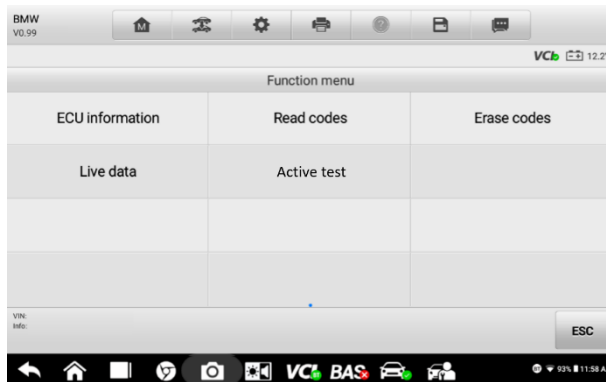 BMW
V0.99
M
VCI 12.2
Function menu
ECU information
Read codes
Erase codes
Live data
Active test
VIN:
Info:
ESC
VCI BAS 93% 11:58 A